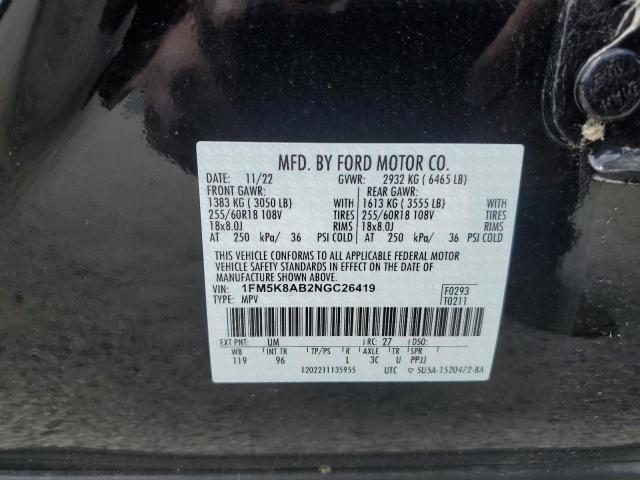 MFD. BY FORD MOTOR CO.
DATE: 11/22 GVWR: 2932 KG ( 6465 LB)
FRONT GAWR: REAR GAWR:
1383 KG ( 3050 LB) 1613 KG ( 3555 LB)
255/60R18 108V TIRES 255/60R18 108V TIRES
18x8.0J RIMS 18x8.0J RIMS
AT 250 kPa/ 36 PSI COLD AT 250 kPa/ 36 PSI COLD
THIS VEHICLE CONFORMS TO ALL APPLICABLE FEDERAL MOTOR
VEHICLE SAFETY STANDARDS IN EFFECT ON THE DATE OF
MANUFACTURE SHOWN ABOVE.
VIN: 1FM5K8AB2NGC26419 F0293
TYPE: MPV T0211
EXT PNT: UM RC: 27 DSO:
WB INT TR TP/PS R AXLE TR SPR
119 96 L 3C U PPJJ
1202211135955 UTC ▽ 5U5A-1520472-BA